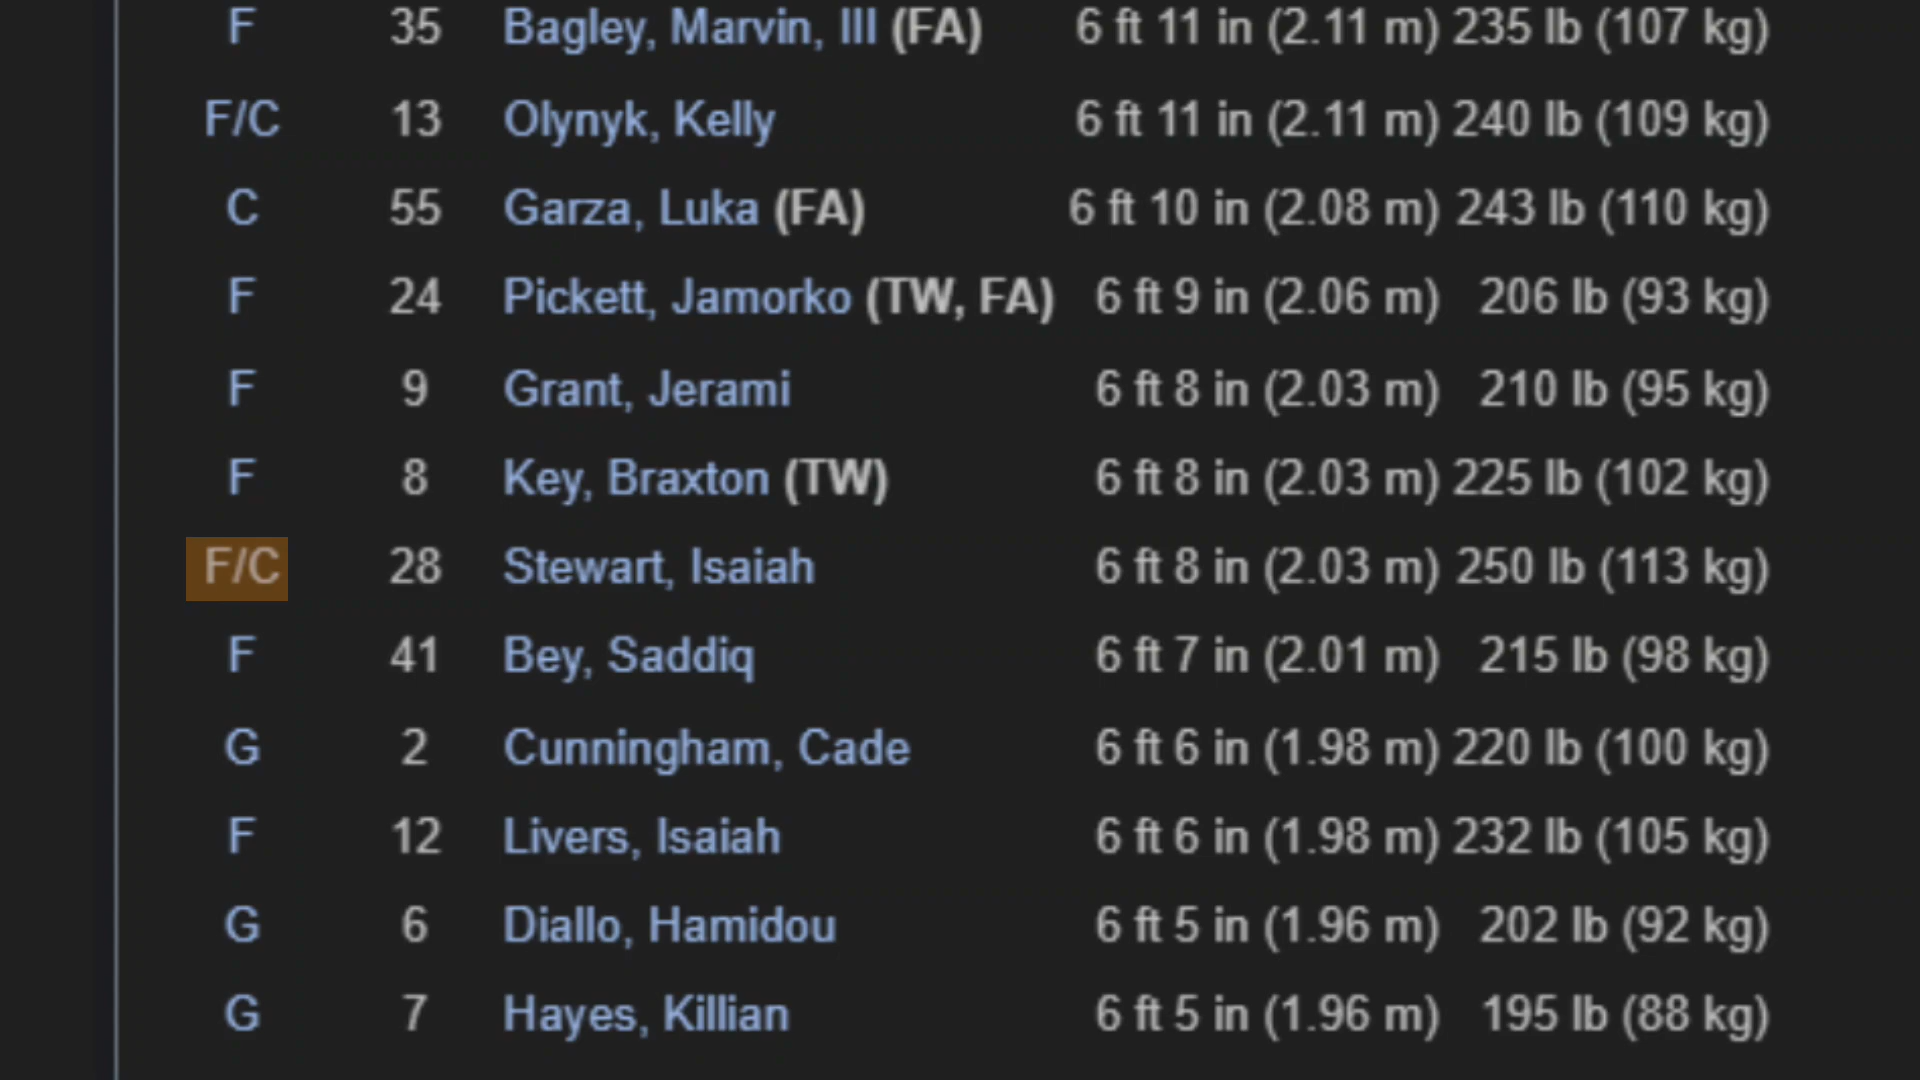 F 35 Bagley, Marvin, III (FA) 6 ft 11 in (2.11 m) 235 lb (107 kg)
F/C 13 Olynyk, Kelly 6 ft 11 in (2.11 m) 240 lb (109 kg)
C 55 Garza, Luka (FA) 6 ft 10 in (2.08 m) 243 lb (110 kg)
F 24 Pickett, Jamorko (TW, FA) 6 ft 9 in (2.06 m) 206 lb (93 kg)
F 9 Grant, Jerami 6 ft 8 in (2.03 m) 210 lb (95 kg)
F 8 Key, Braxton (TW) 6 ft 8 in (2.03 m) 225 lb (102 kg)
F/C 28 Stewart, Isaiah 6 ft 8 in (2.03 m) 250 lb (113 kg)
F 41 Bey, Saddiq 6 ft 7 in (2.01 m) 215 lb (98 kg)
G 2 Cunningham, Cade 6 ft 6 in (1.98 m) 220 lb (100 kg)
F 12 Livers, Isaiah 6 ft 6 in (1.98 m) 232 lb (105 kg)
G 6 Diallo, Hamidou 6 ft 5 in (1.96 m) 202 lb (92 kg)
G 7 Hayes, Killian 6 ft 5 in (1.96 m) 195 lb (88 kg)